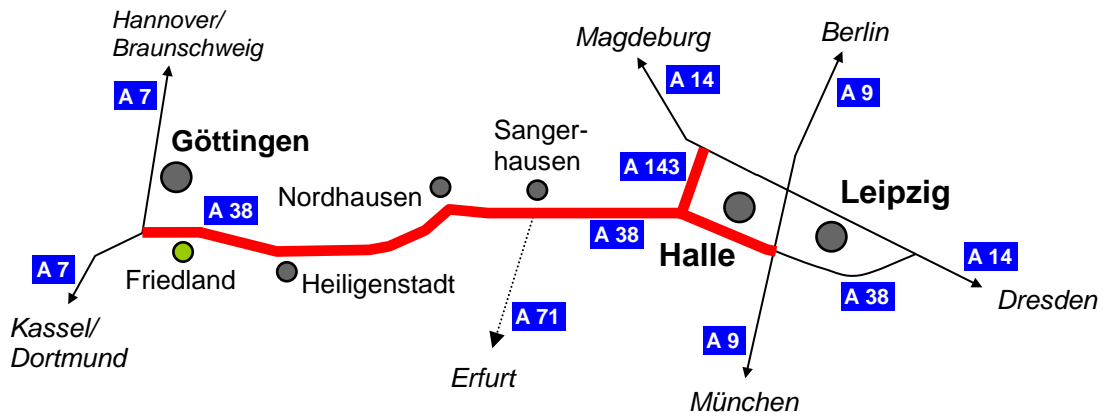 Hannover/
Braunschweig
Magdeburg
Berlin
A 14
A 9
A 7
Göttingen
Sanger-
hausen
A 143
Nordhausen
Leipzig
A 38
A 38
Halle
A 7
Friedland
Heiligenstadt
A 14
A 38
Dresden
Kassel/
Dortmund
A 71
A 9
Erfurt
München